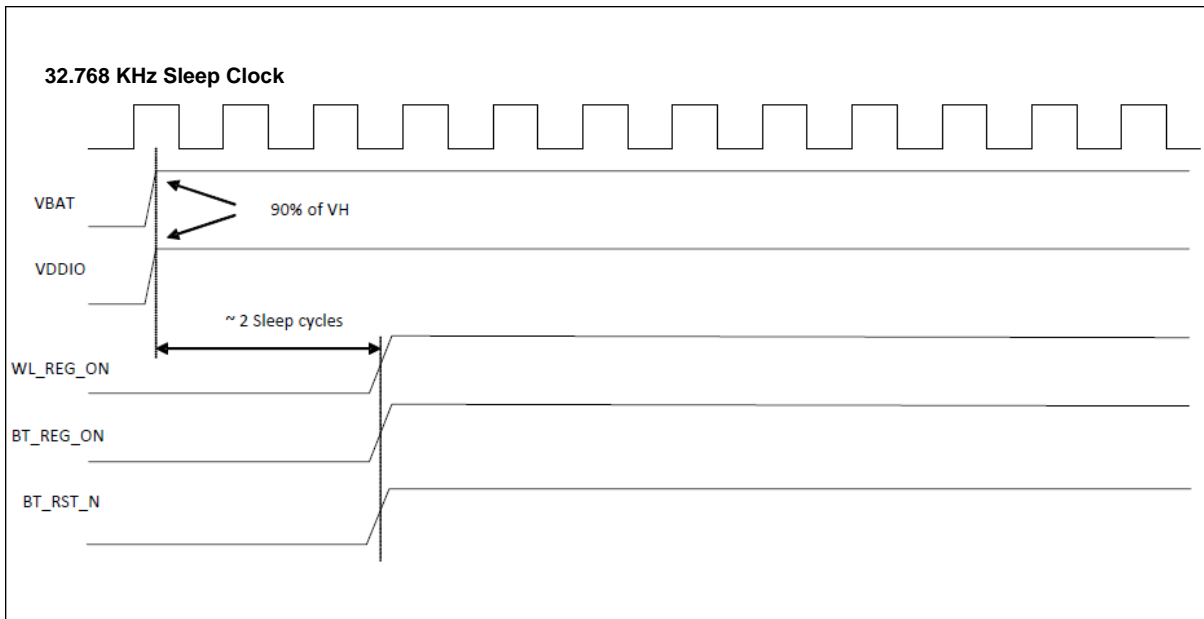 32.768 KHz Sleep Clock
VBAT
90% of VH
VDDIO
~ 2 Sleep cycles
WL_REG_ON
BT_REG_ON
BT_RST_N